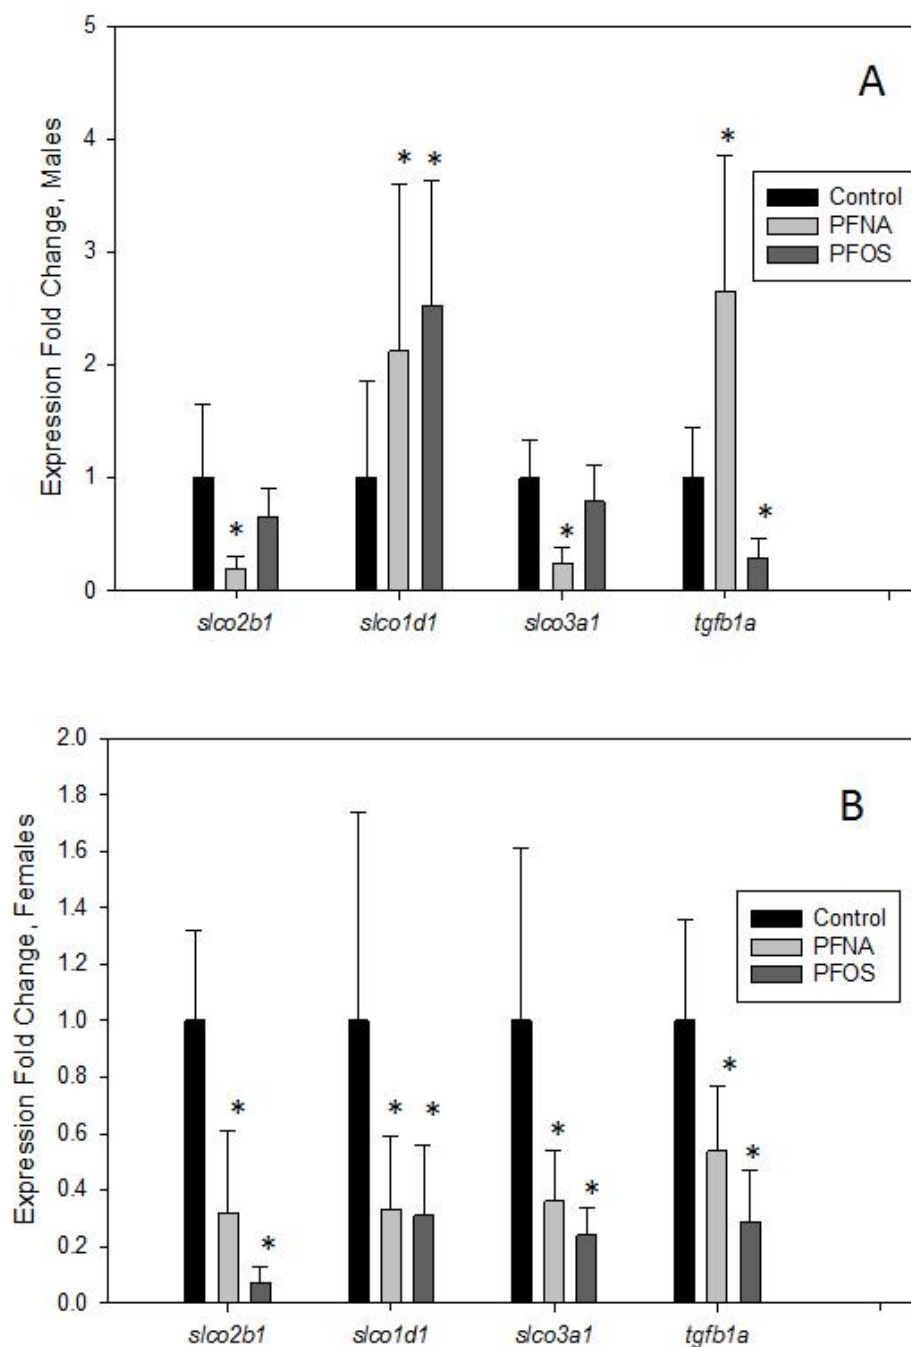 5
A
4
Expression Fold Change, Males
Control
PFNA
PFOS
3
2
1
0
* * * * * *
slco2b1 slco1d1 slco3a1 tgfb1a
2.0
1.8
B
1.6
1.4
Expression Fold Change, Females
Control
PFNA
PFOS
1.2
1.0
0.8
0.6
0.4
0.2
0.0
* * * * * * * *
slco2b1 slco1d1 slco3a1 tgfb1a